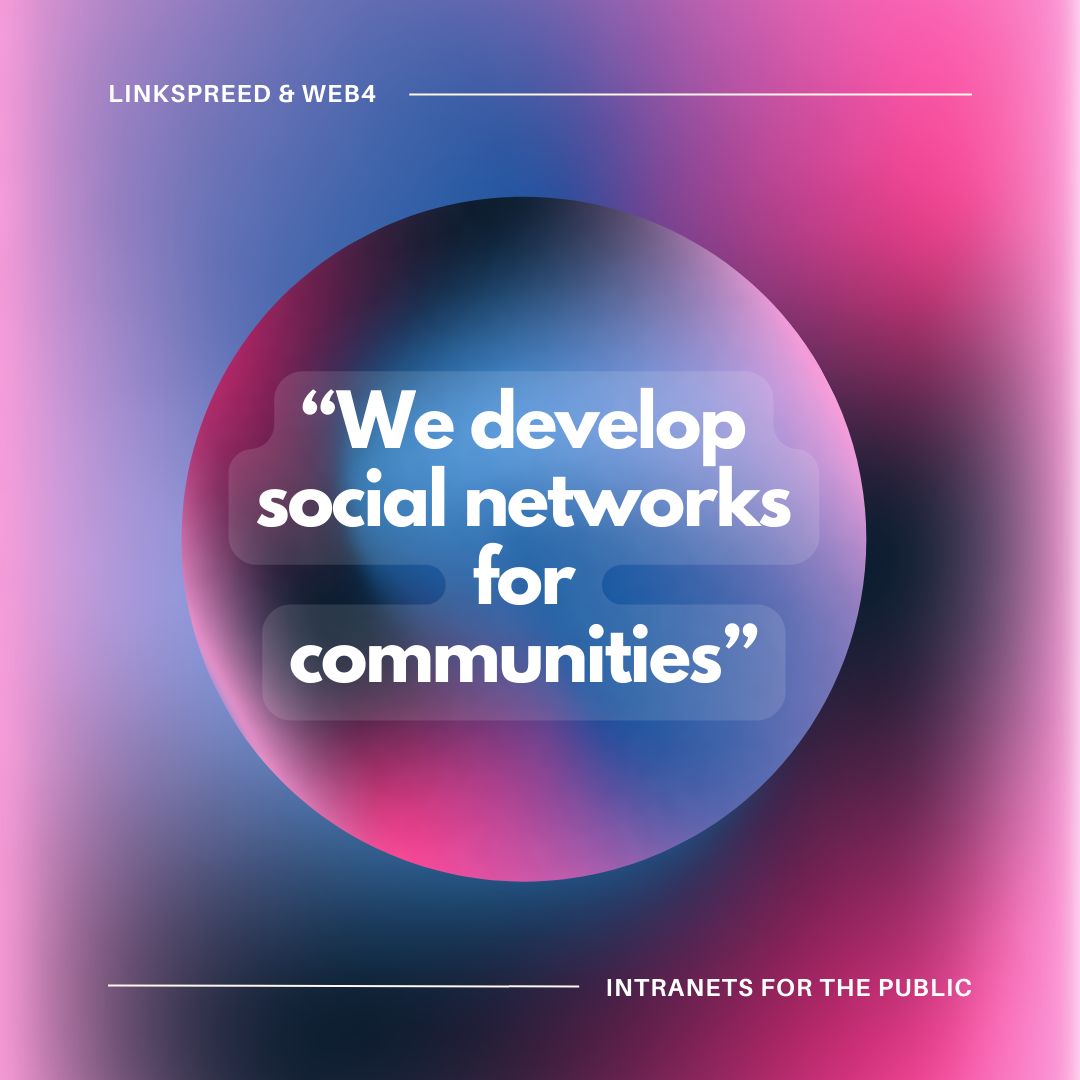 LINKSPREED & WEB4
“We develop
social networks
for
communities”
INTRANETS FOR THE PUBLIC